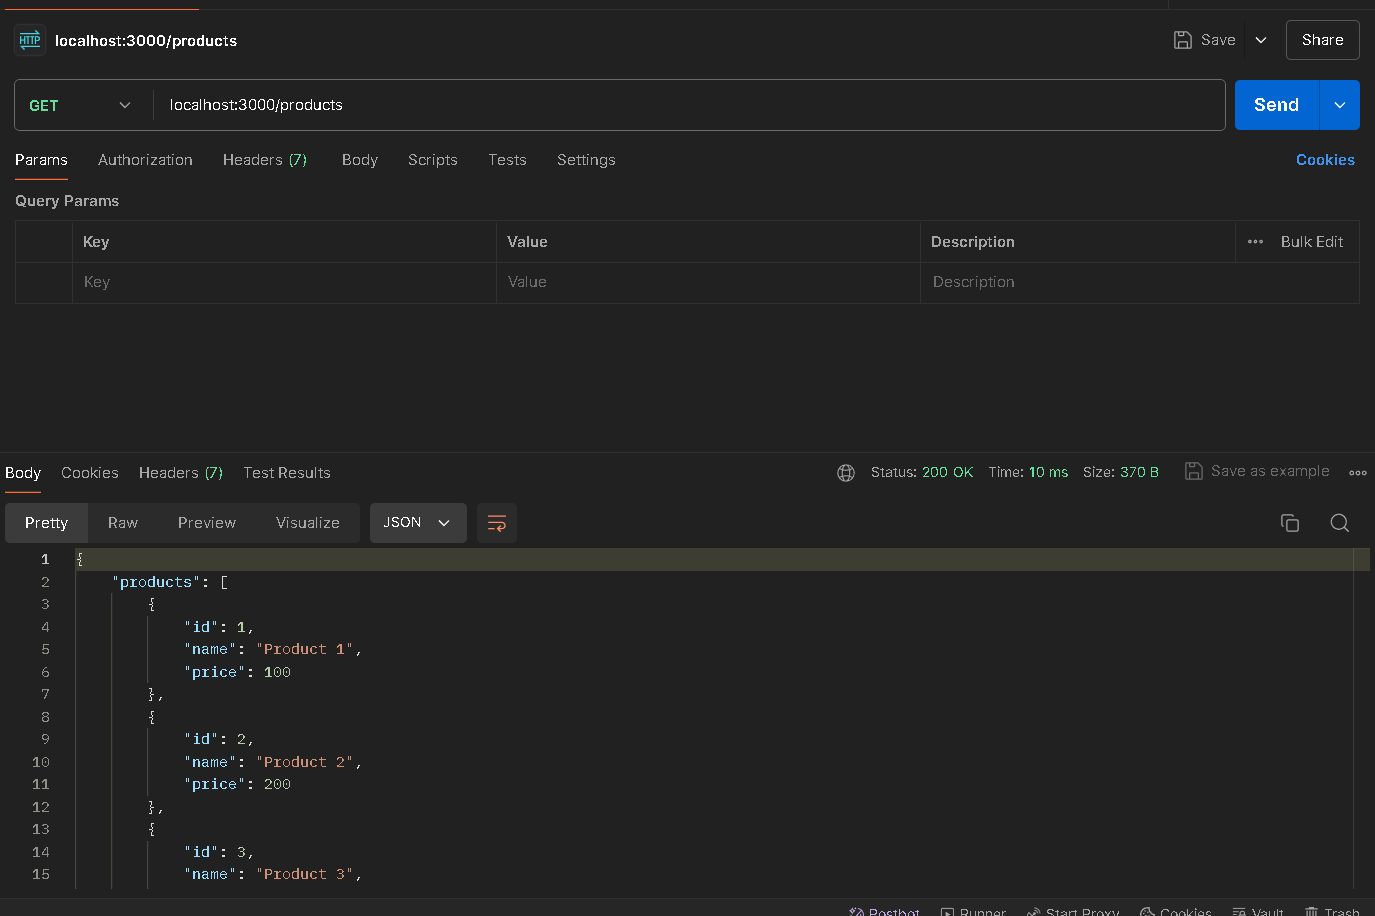 HTTP localhost:3000/products Save Share
GET localhost:3000/products Send
Params Authorization Headers (7) Body Scripts Tests Settings Cookies
Query Params
Key Value Description Bulk Edit
Key Value Description
Body Cookies Headers (7) Test Results Status: 200 OK Time: 10 ms Size: 370 B Save as example
Pretty Raw Preview Visualize JSON
1 {
2 "products": [
3 {
4 "id": 1,
5 "name": "Product 1",
6 "price": 100
7 },
8 {
9 "id": 2,
10 "name": "Product 2",
11 "price": 200
12 },
13 {
14 "id": 3,
15 "name": "Product 3",
Postbot Runner Start Proxy Cookies Vault Trash